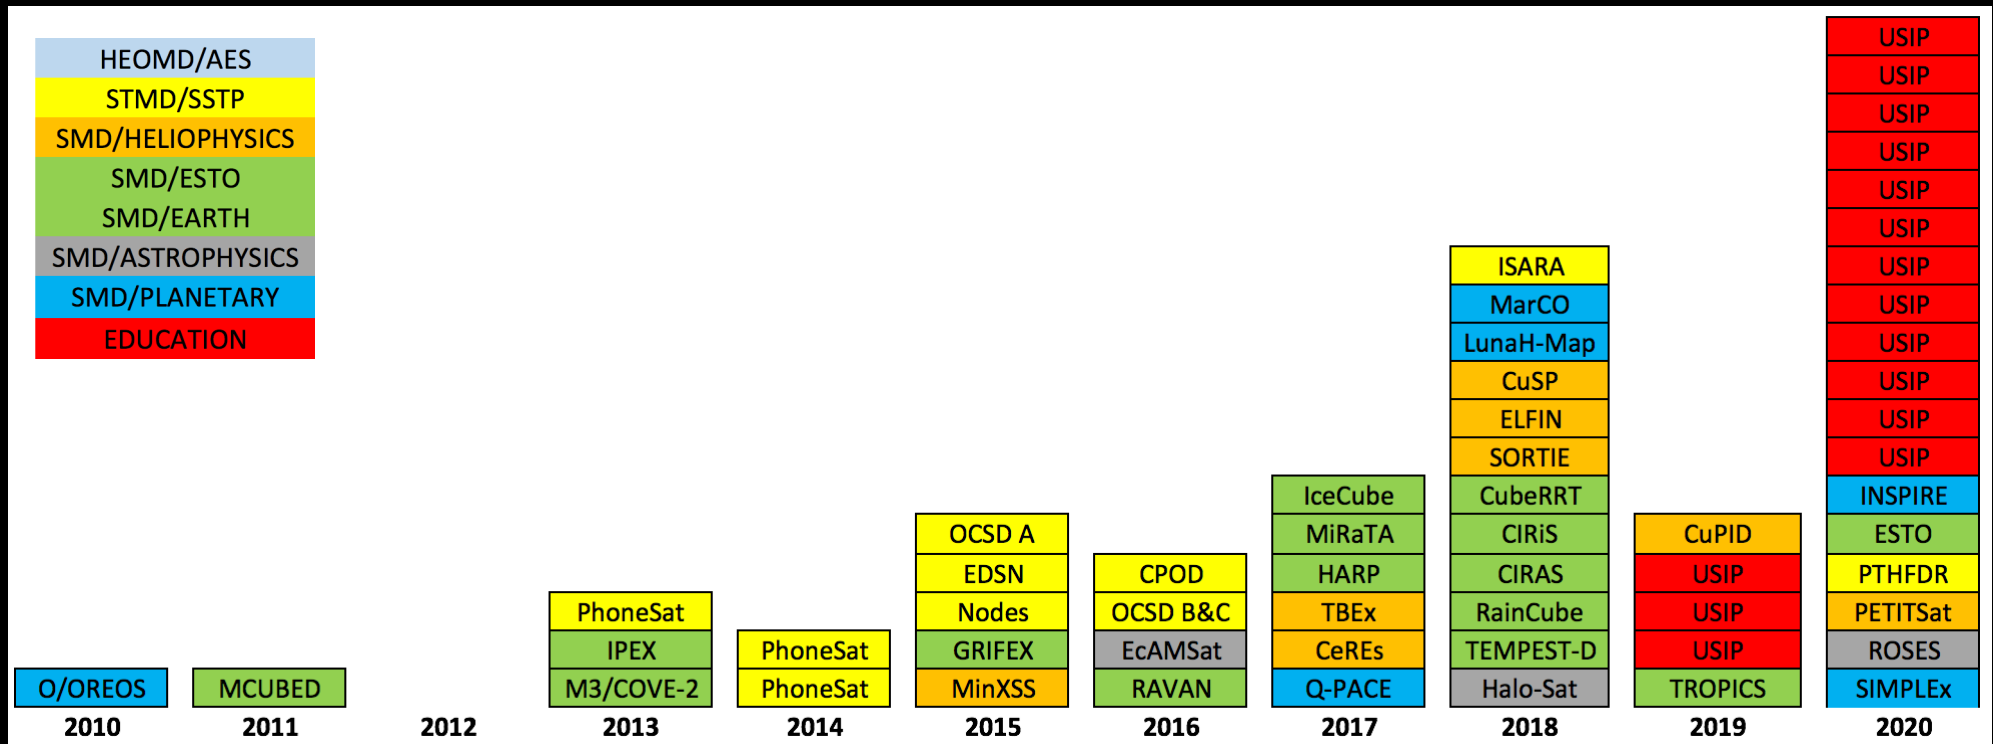 HEOMD/AES
STMD/SSTP
SMD/HELIOPHYSICS
SMD/ESTO
SMD/EARTH
SMD/ASTROPHYSICS
SMD/PLANETARY
EDUCATION
O/OREOS
2010
MCUBED
2011
2012
PhoneSat
IPEX
M3/COVE-2
2013
PhoneSat
PhoneSat
2014
OCSD A
EDSN
Nodes
GRIFEX
MinXSS
2015
CPOD
OCSD B&C
EcAMSat
RAVAN
2016
IceCube
MiRaTA
HARP
TBEx
CeREs
Q-PACE
2017
ISARA
MarCO
LunaH-Map
CuSP
ELFIN
SORTIE
CubeRRT
CIRiS
CIRAS
RainCube
TEMPEST-D
Halo-Sat
2018
CuPID
USIP
USIP
USIP
TROPICS
2019
USIP
USIP
USIP
USIP
USIP
USIP
USIP
USIP
USIP
USIP
USIP
USIP
INSPIRE
ESTO
PTHFDR
PETITSat
ROSES
SIMPLEx
2020